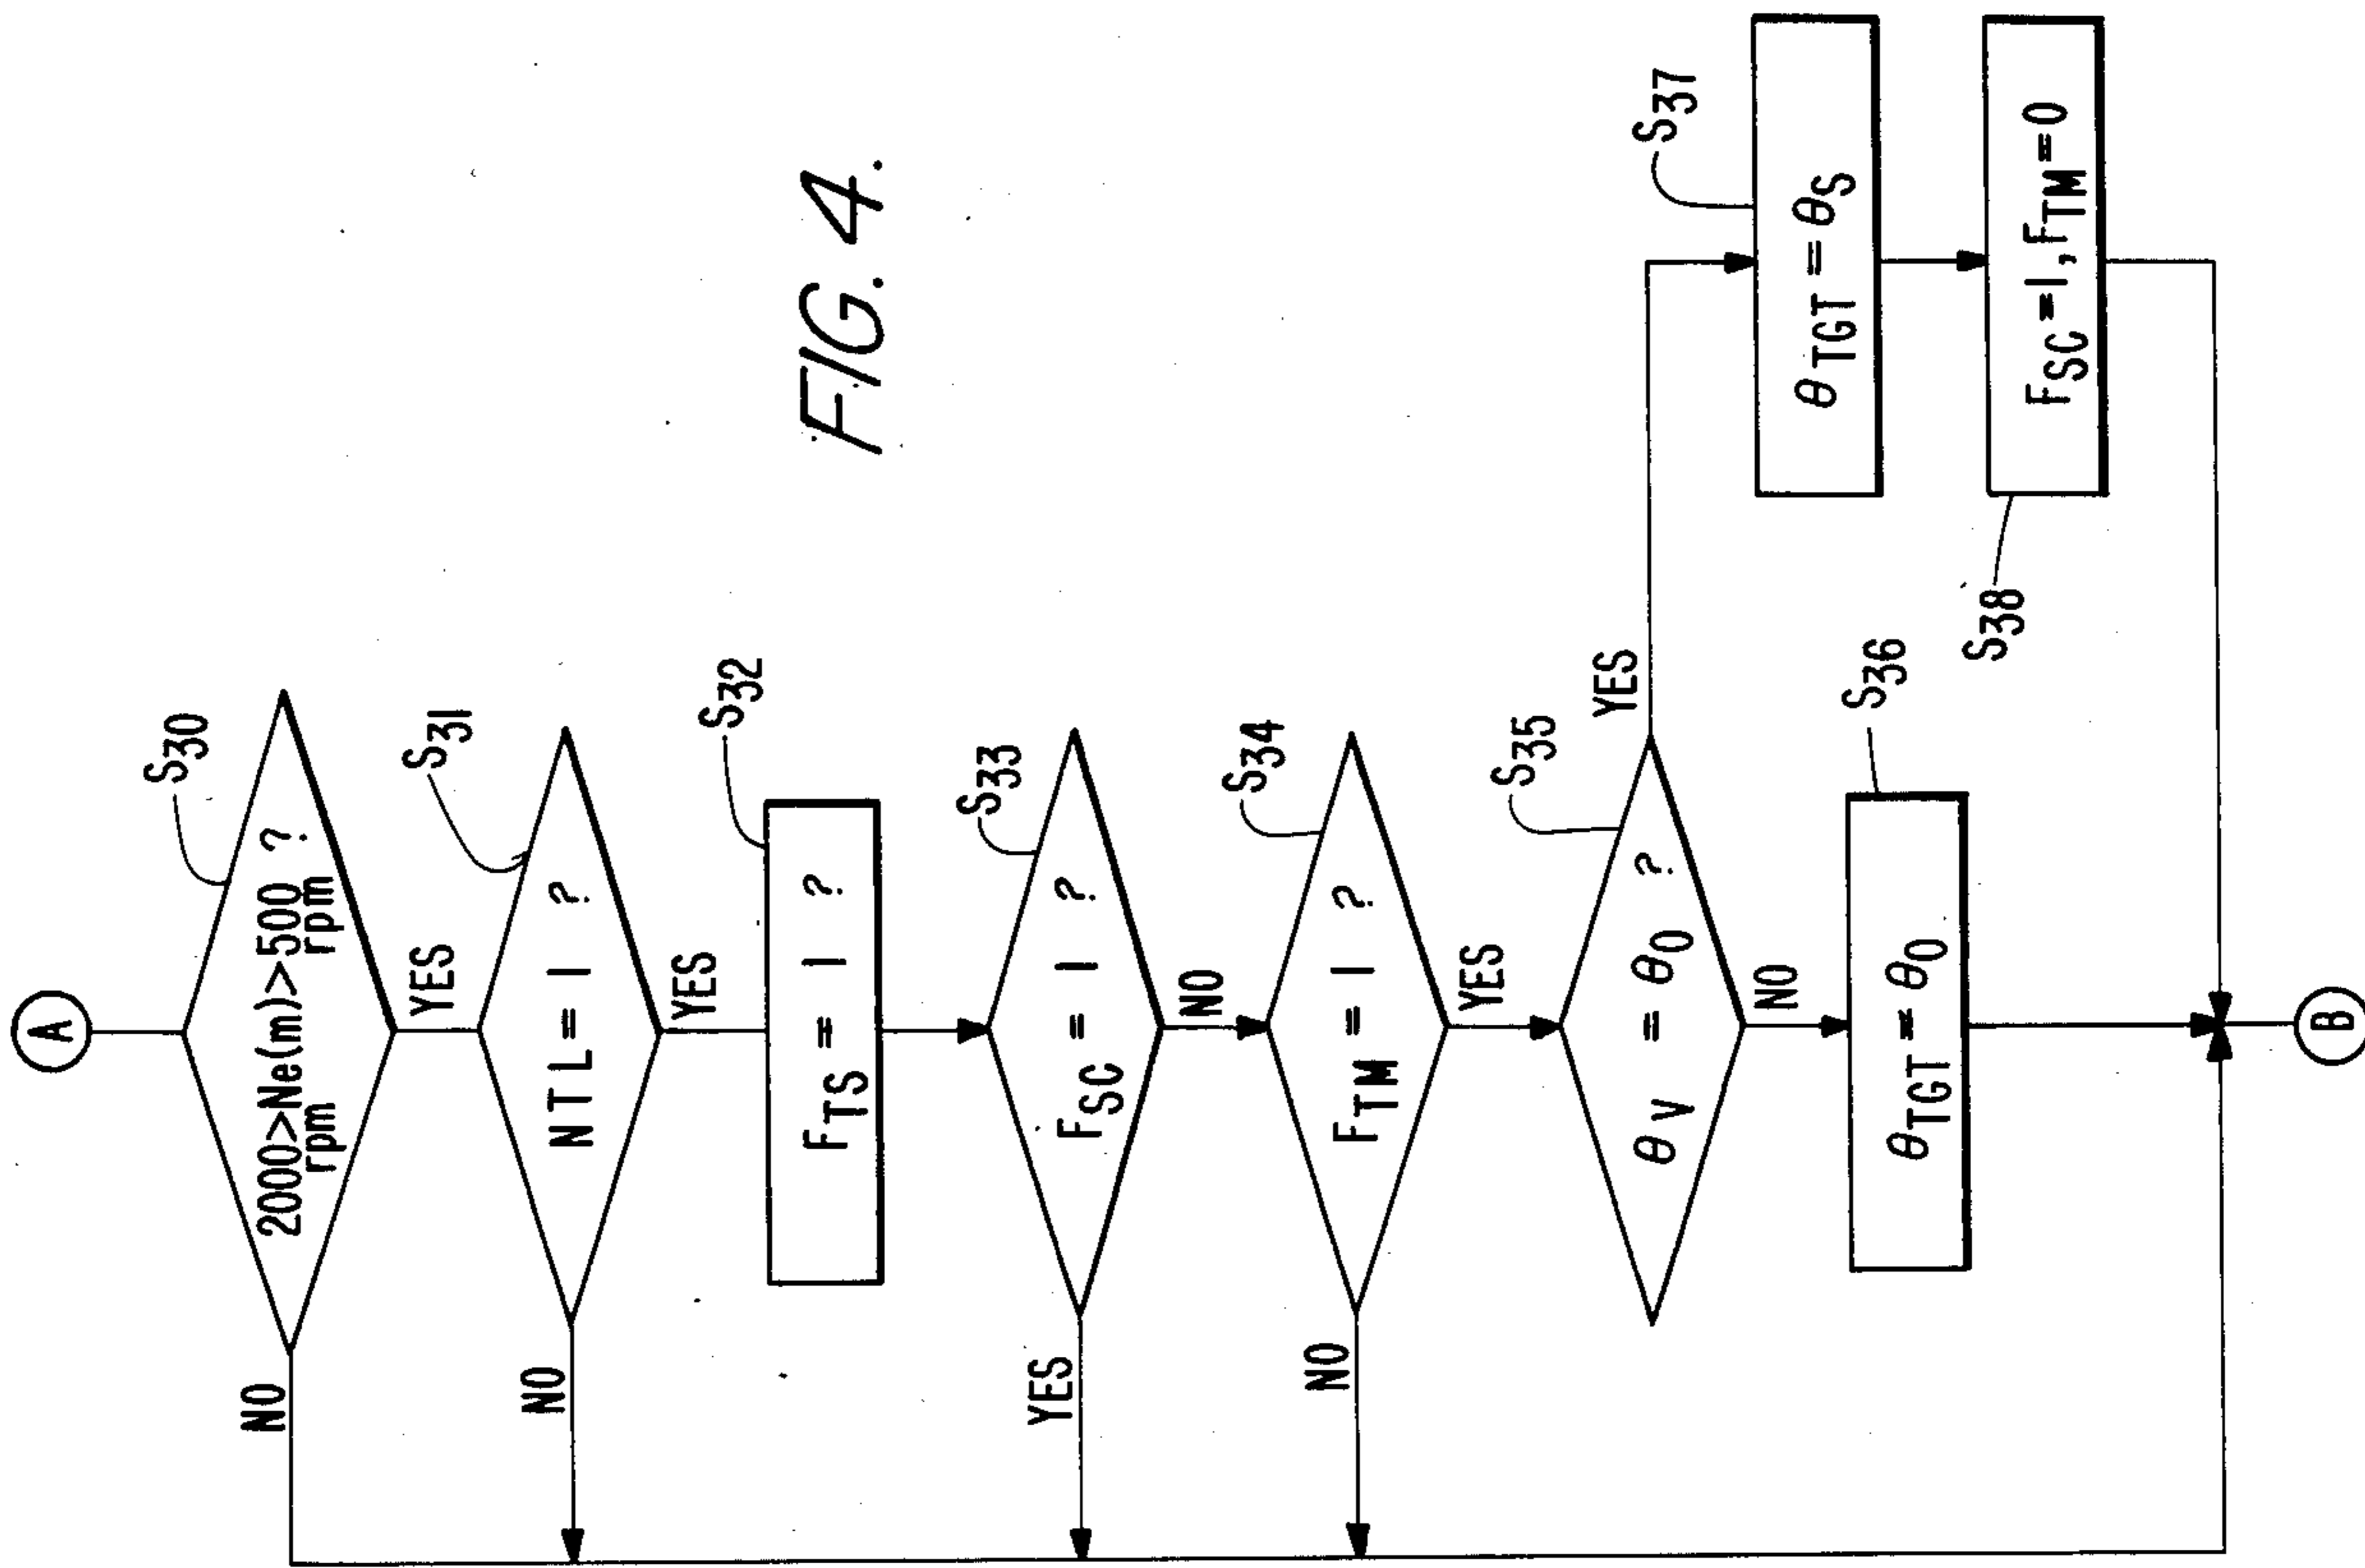 A
S30
2000>Ne(m)>500 ?
rpm rpm
NO
YES
S31
NTL = 1 ?
NO
YES
S32
FTS = 1 ?
S33
FSC = 1 ?
YES
NO
S34
FTM = 1 ?
NO
YES
S35
θV = θ0 ?
YES
NO
S36
θTGT = θ0
S37
θTGT = θS
S38
FSC=1,FTM=0
B
FIG. 4.